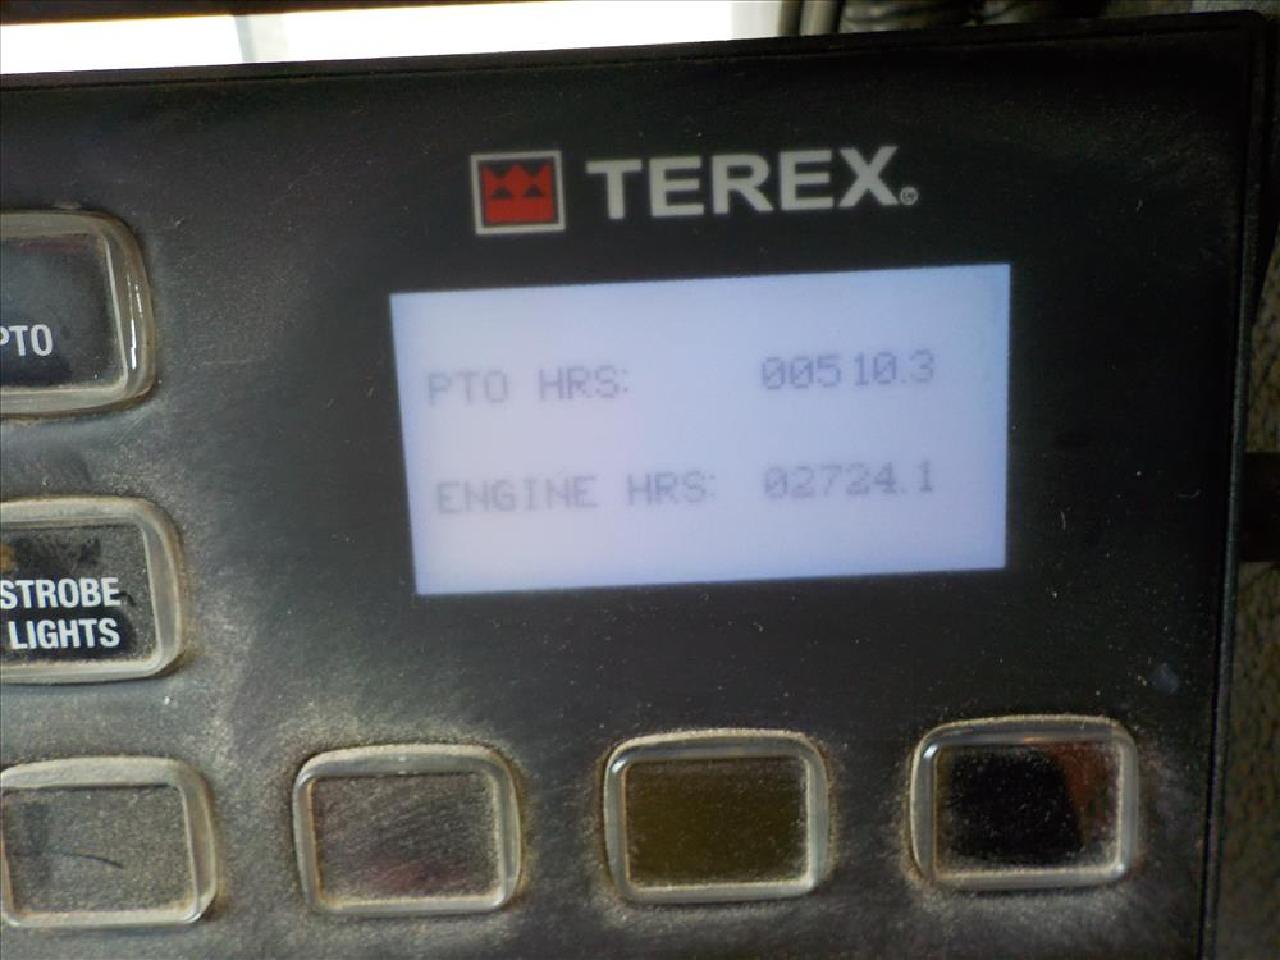 TEREX®
PTO
PTO HRS: 00510.3
ENGINE HRS: 02724.1
STROBE
LIGHTS